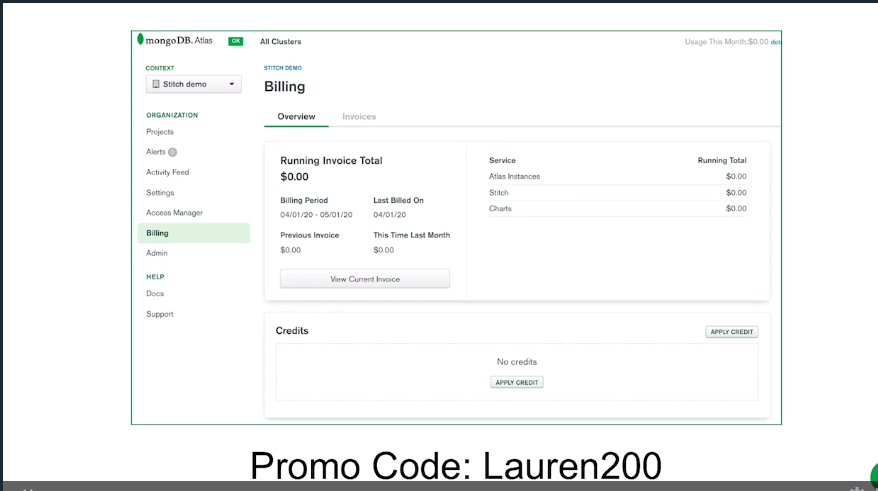 mongoDB. Atlas OK All Clusters Usage This Month:$0.00
CONTEXT
Stitch demo
ORGANIZATION
Projects
Alerts 0
Activity Feed
Settings
Access Manager
Billing
Admin
HELP
Docs
Support
STITCH DEMO
Billing
Overview Invoices
Running Invoice Total
$0.00
Billing Period Last Billed On
04/01/20 - 05/01/20 04/01/20
Previous Invoice This Time Last Month
$0.00 $0.00
View Current Invoice
Service Running Total
Atlas Instances $0.00
Stitch $0.00
Charts $0.00
Credits APPLY CREDIT
No credits
APPLY CREDIT
Promo Code: Lauren200